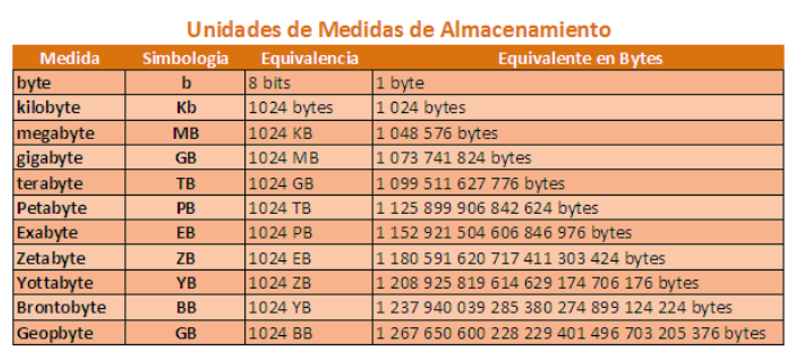 Unidades de Medidas de Almacenamiento
Medida Simbologia Equivalencia Equivalente en Bytes
byte b 8 bits 1 byte
kilobyte Kb 1024 bytes 1 024 bytes
megabyte MB 1024 KB 1 048 576 bytes
gigabyte GB 1024 MB 1 073 741 824 bytes
terabyte TB 1024 GB 1 099 511 627 776 bytes
Petabyte PB 1024 TB 1 125 899 906 842 624 bytes
Exabyte EB 1024 PB 1 152 921 504 606 846 976 bytes
Zetabyte ZB 1024 EB 1 180 591 620 717 411 303 424 bytes
Yottabyte YB 1024 ZB 1 208 925 819 614 629 174 706 176 bytes
Brontobyte BB 1024 YB 1 237 940 039 285 380 274 899 124 224 bytes
Geopbyte GB 1024 BB 1 267 650 600 228 229 401 496 703 205 376 bytes